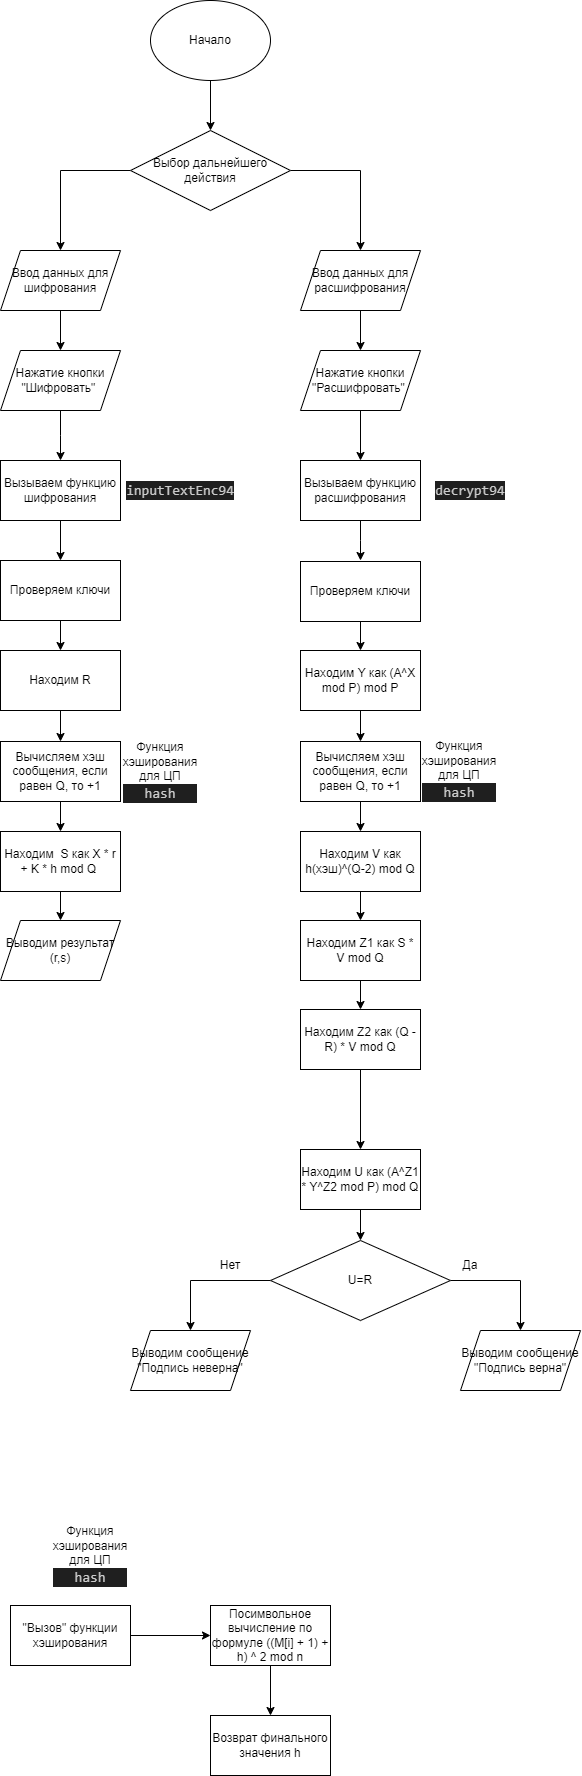 Начало
Выбор дальнейшего
действия
Ввод данных для
шифрования
Ввод данных для
расшифрования
Нажатие кнопки
"Шифровать"
Нажатие кнопки
"Расшифровать"
Вызываем функцию
шифрования
inputTextEnc94
Вызываем функцию
расшифрования
decrypt94
Проверяем ключи
Проверяем ключи
Находим R
Находим Y как (A^X
mod P) mod P
Вычисляем хэш
сообщения, если
равен Q, то +1
Функция
хэширования
для ЦП
hash
Вычисляем хэш
сообщения, если
равен Q, то +1
Функция
хэширования
для ЦП
hash
Находим S как X * r
+ K * h mod Q
Находим V как
h(хэш)^(Q-2) mod Q
Выводим результат
(r,s)
Находим Z1 как S *
V mod Q
Находим Z2 как (Q -
R) * V mod Q
Находим U как (A^Z1
* Y^Z2 mod P) mod Q
U=R
Нет
Да
Выводим сообщение
"Подпись неверна"
Выводим сообщение
"Подпись верна"
Функция
хэширования
для ЦП
hash
"Вызов" функции
хэширования
Посимвольное
вычисление по
формуле ((M[i] + 1) +
h) ^ 2 mod n
Возврат финального
значения h